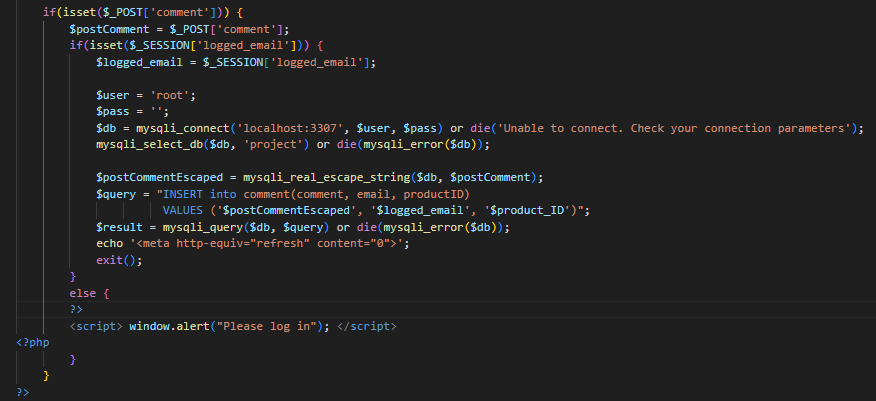 if(isset($_POST['comment'])) {
$postComment = $_POST['comment'];
if(isset($_SESSION['logged_email'])) {
$logged_email = $_SESSION['logged_email'];
$user = 'root';
$pass = '';
$db = mysqli_connect('localhost:3307', $user, $pass) or die('Unable to connect. Check your connection parameters');
mysqli_select_db($db, 'project') or die(mysqli_error($db));
$postCommentEscaped = mysqli_real_escape_string($db, $postComment);
$query = "INSERT into comment(comment, email, productID)
VALUES ('$postCommentEscaped', '$logged_email', '$product_ID')";
$result = mysqli_query($db, $query) or die(mysqli_error($db));
echo '<meta http-equiv="refresh" content="0">';
exit();
}
else {
?>
<script> window.alert("Please log in"); </script>
<?php
}
}
?>